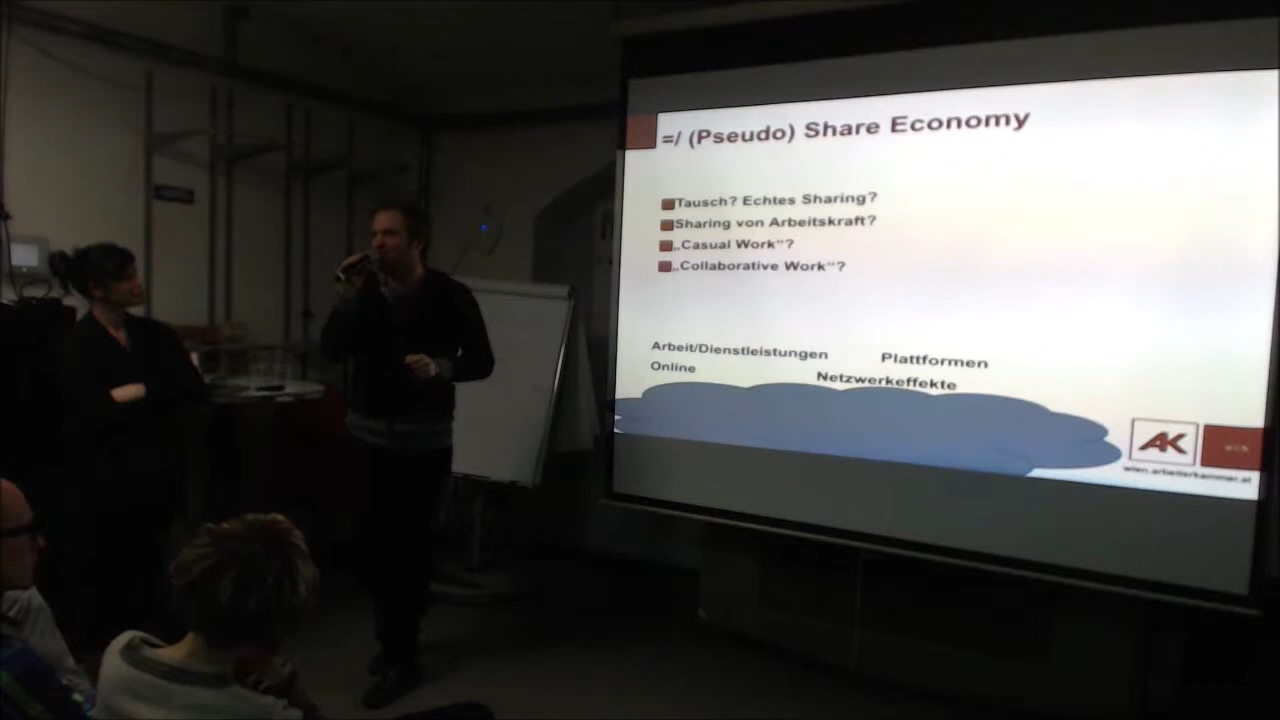 =/ (Pseudo) Share Economy
Tausch? Echtes Sharing?
Sharing von Arbeitskraft?
„Casual Work“?
„Collaborative Work“?
Arbeit/Dienstleistungen
Plattformen
Online
Netzwerkeffekte
AK
wien.arbeiterkammer.at